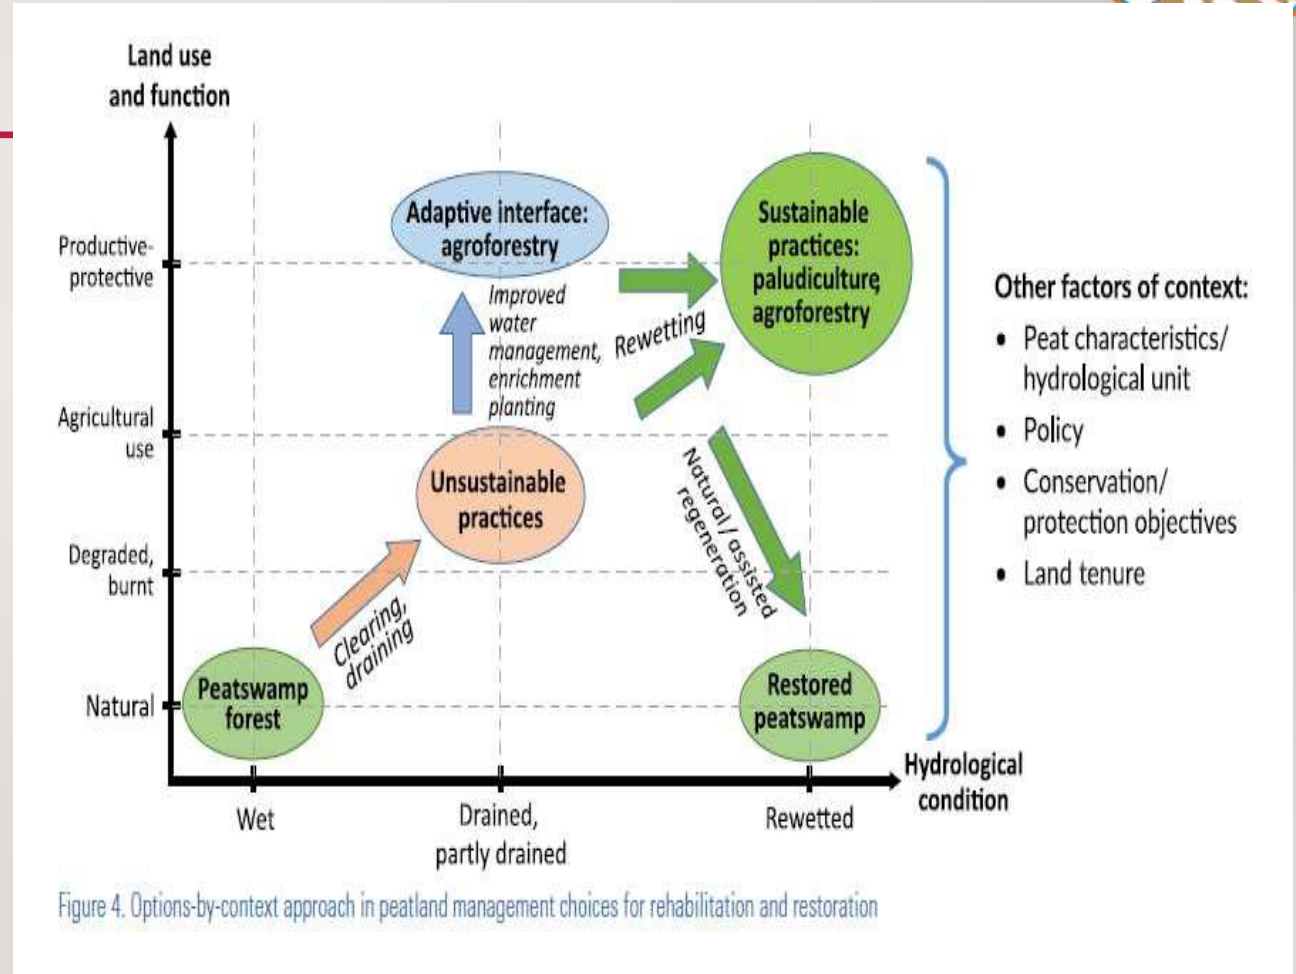 Land use
and function
Productive-
protective
Agricultural
use
Degraded,
burnt
Natural
Adaptive interface:
agroforestry
Improved
water
management,
enrichment
planting
Rewetting
Sustainable
practices:
paludiculture,
agroforestry
Unsustainable
practices
Clearing,
draining
Natural / assisted
regeneration
Peatswamp
forest
Restored
peatswamp
Wet
Drained,
partly drained
Rewetted
Hydrological
condition
Other factors of context:
• Peat characteristics/
hydrological unit
• Policy
• Conservation/
protection objectives
• Land tenure
Figure 4. Options-by-context approach in peatland management choices for rehabilitation and restoration